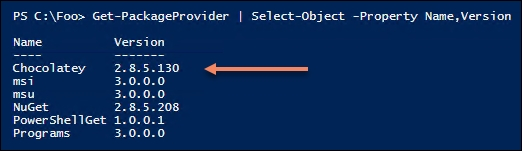 PS C:\Foo> Get-PackageProvider | Select-Object -Property Name,Version
Name Version
---- -------
Chocolatey 2.8.5.130
msi 3.0.0.0
msu 3.0.0.0
NuGet 2.8.5.208
PowerShellGet 1.0.0.1
Programs 3.0.0.0